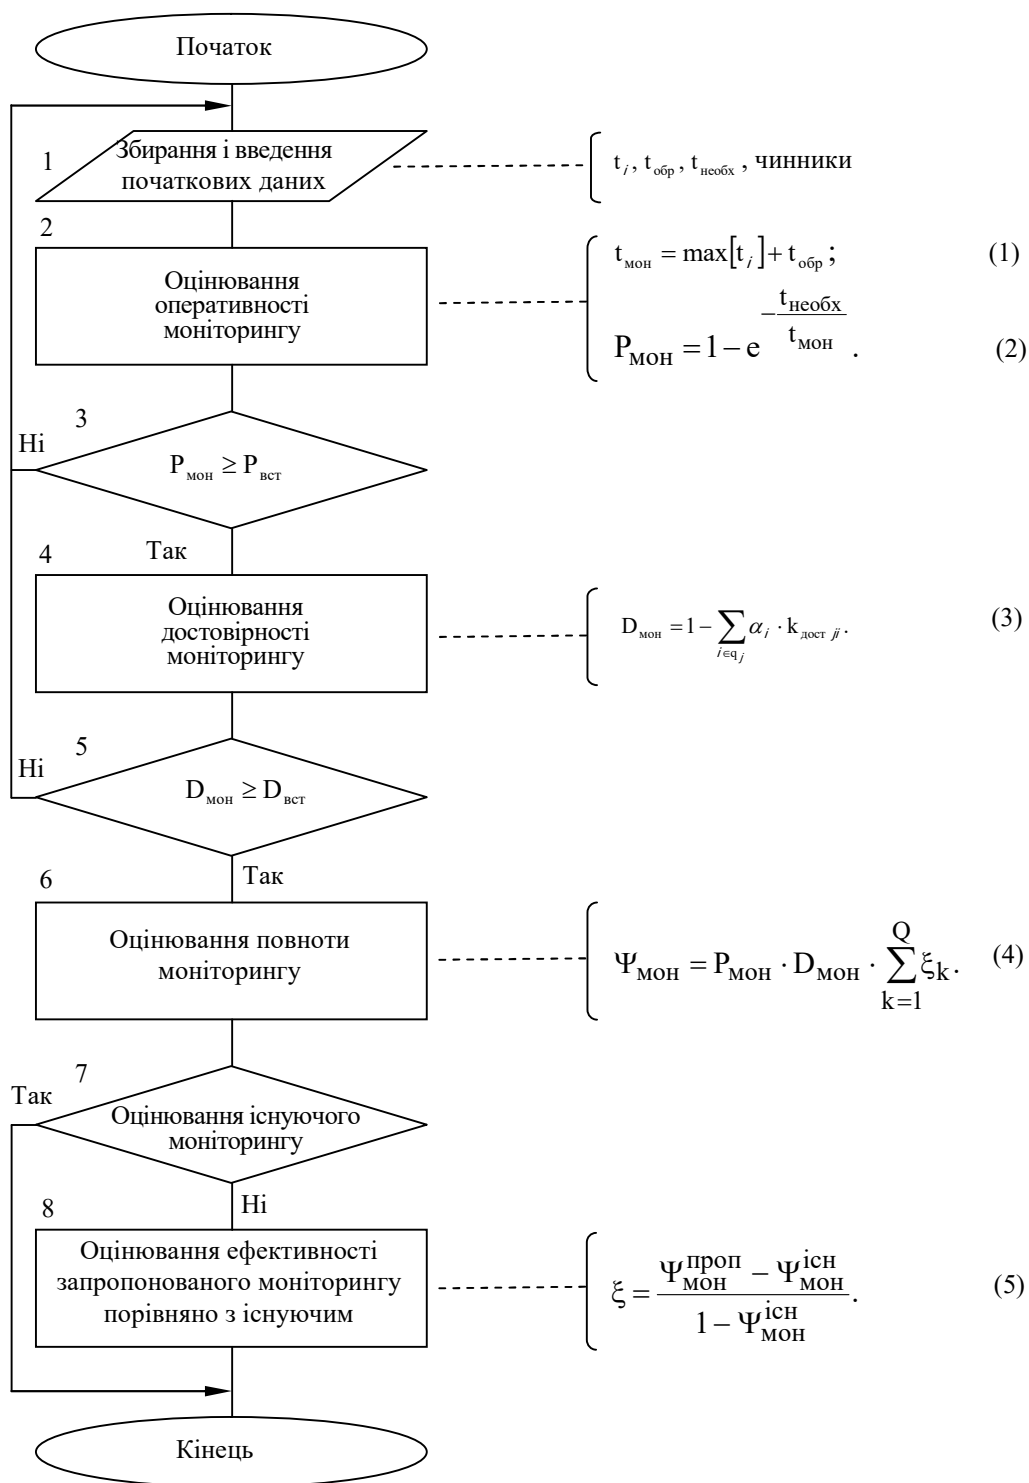 Початок
1
Збирання і введення
початкових даних
t_i, t_обр, t_необх, чинники
2
Оцінювання
оперативності
моніторингу
t_мон = max[t_i] + t_обр; (1)
P_мон = 1 − e^(−t_необх/t_мон). (2)
3
Ні
P_мон ≥ P_вст
Так
4
Оцінювання
достовірності
моніторингу
D_мон = 1 − ∑_{i∈q_j} α_i · k_дост ji. (3)
5
Ні
D_мон ≥ D_вст
Так
6
Оцінювання повноти
моніторингу
Ψ_мон = P_мон · D_мон · ∑_{k=1}^{Q} ξ_k. (4)
7
Так
Оцінювання існуючого
моніторингу
Ні
8
Оцінювання ефективності
запропонованого моніторингу
порівняно з існуючим
ξ = (Ψ_мон^проп − Ψ_мон^існ) / (1 − Ψ_мон^існ). (5)
Кінець